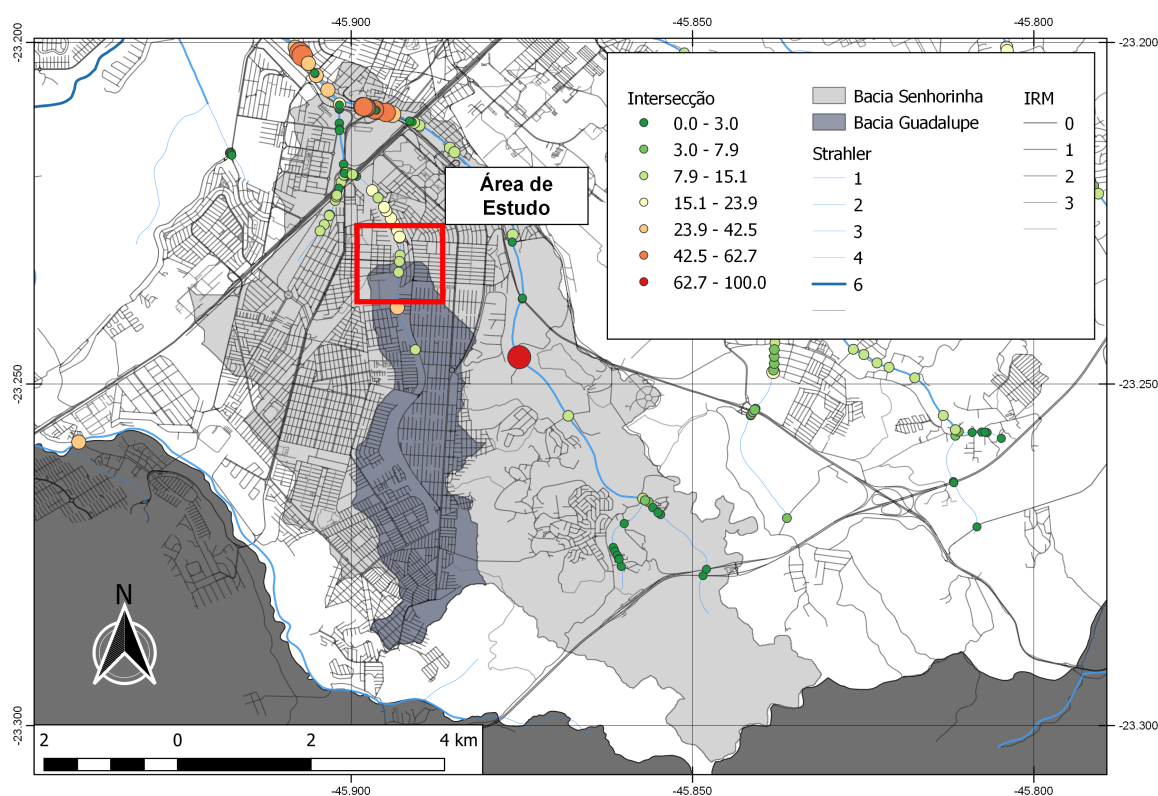 -45.900
-45.850
-45.800
-23.200
-23.200
Intersecção
0.0 - 3.0
3.0 - 7.9
7.9 - 15.1
15.1 - 23.9
23.9 - 42.5
42.5 - 62.7
62.7 - 100.0
Bacia Senhorinha
Bacia Guadalupe
Strahler
1
2
3
4
6
IRM
0
1
2
3
Área de
Estudo
-23.250
-23.250
N
-23.300
-23.300
2 0 2 4 km
-45.900
-45.850
-45.800